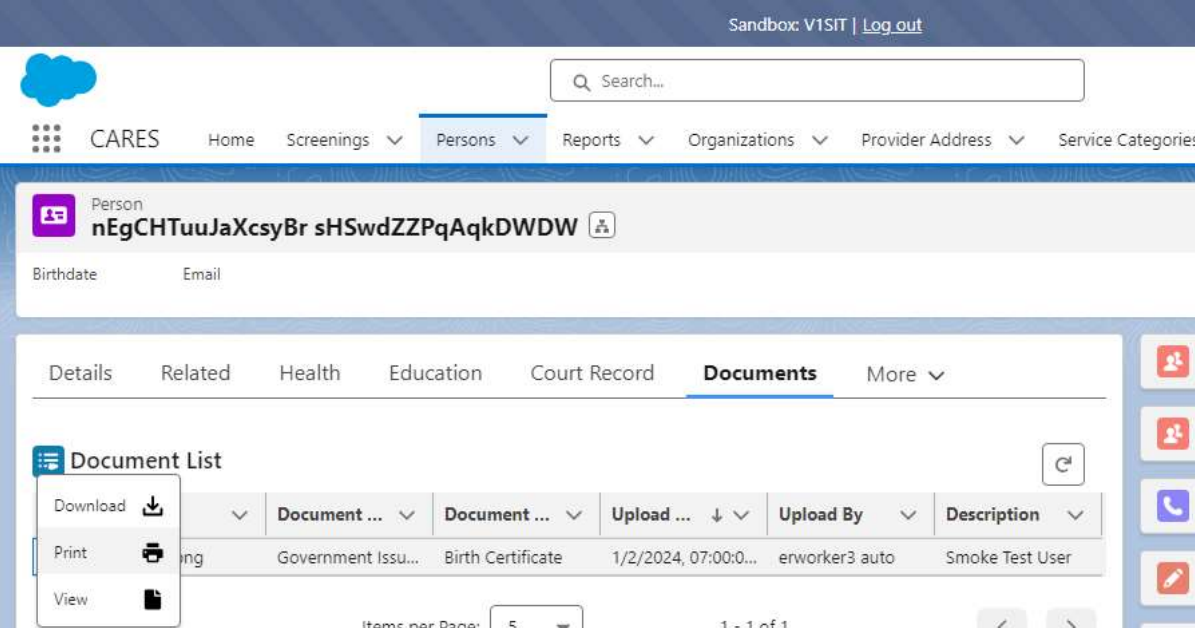 Sandbox: V1SIT | Log out
Search...
CARES Home Screenings Persons Reports Organizations Provider Address Service Categories
Person
nEgCHTuuJaXcsyBr sHSwdZZPqAqkDWDW
Birthdate Email
Details Related Health Education Court Record Documents More
Document List
Download
Document ... Document ... Upload ... Upload By Description
Print
ong Government Issu... Birth Certificate 1/2/2024, 07:00:0... erworker3 auto Smoke Test User
View
Items per Page: 5 1 - 1 of 1